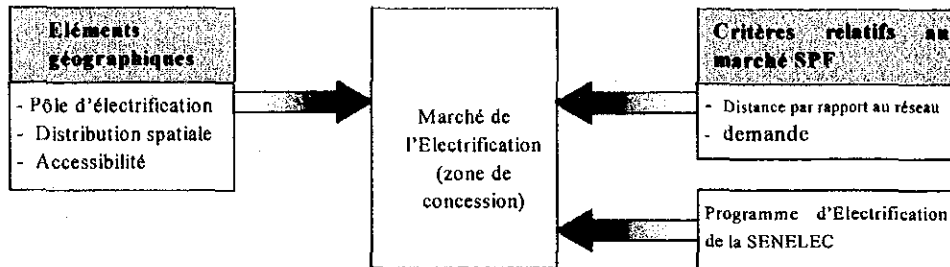 Eléments
géographiques
- Pôle d'électrification
- Distribution spatiale
- Accessibilité
Marché de
l'Electrification
(zone de
concession)
Critères relatifs au
marché SPF
- Distance par rapport au réseau
- demande
Programme d'Electrification
de la SENELEC